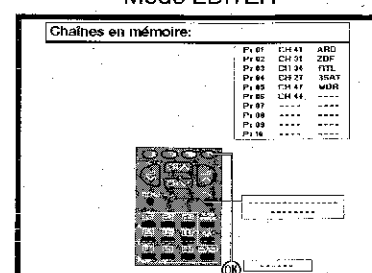 Mode EDITER
Chaînes en mémoire:
Pr 01 CH 41 ARD
Pr 02 CH 31 ZDF
Pr 03 CH 34 RTL
Pr 04 CH 27 3SAT
Pr 05 CH 47 WDR
Pr 06 CH 44 ----
Pr 07 ---- ----
Pr 08 ---- ----
Pr 09 ---- ----
Pr 10 ---- ----
OK